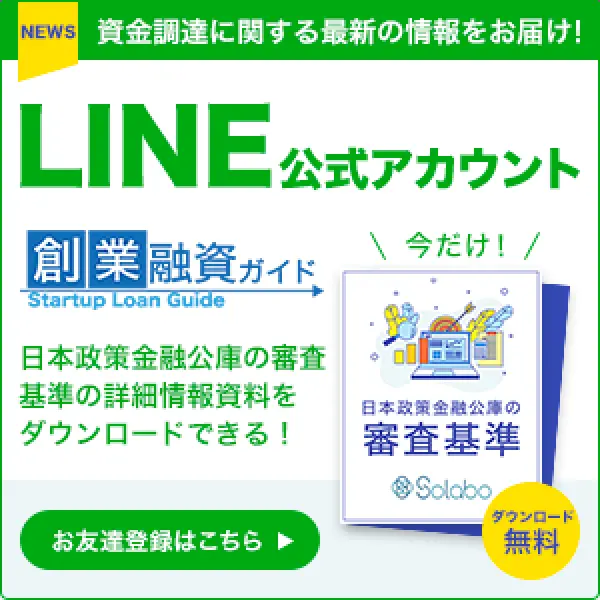 NEWS
資金調達に関する最新の情報をお届け!
LINE公式アカウント
創業融資ガイド
Startup Loan Guide
\ 今だけ! /
日本政策金融公庫の審査
基準の詳細情報資料を
ダウンロードできる!
日本政策金融公庫の
審査基準
Solabo
ダウンロード
無料
お友達登録はこちら ▶